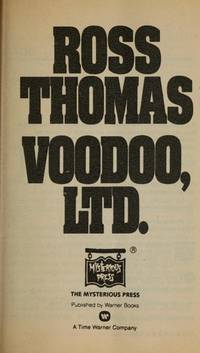 ROSS
THOMAS
VOODOO,
LTD.
MYSTERIOUS
PRESS
®
THE MYSTERIOUS PRESS
Published by Warner Books
A Time Warner Company